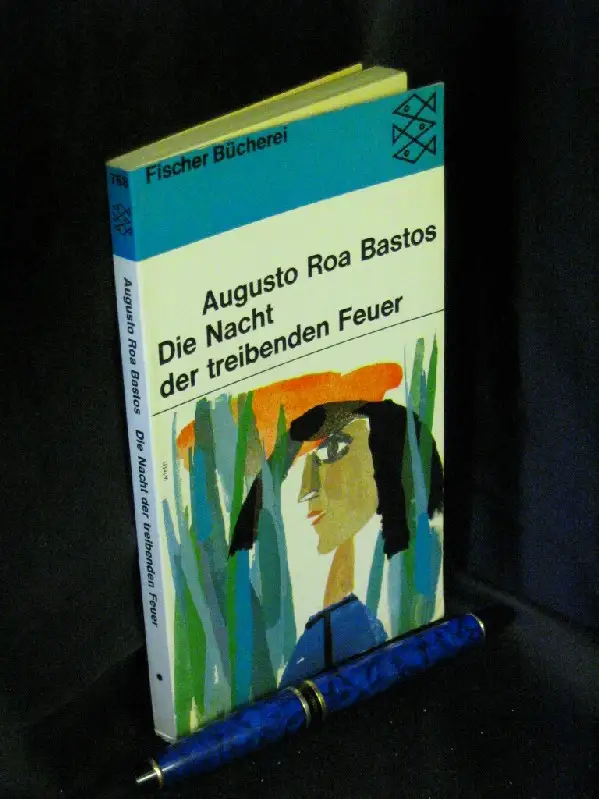 Fischer Bücherei
Augusto Roa Bastos
Die Nacht
der treibenden Feuer
Augusto Roa Bastos Die Nacht der treibenden Feuer